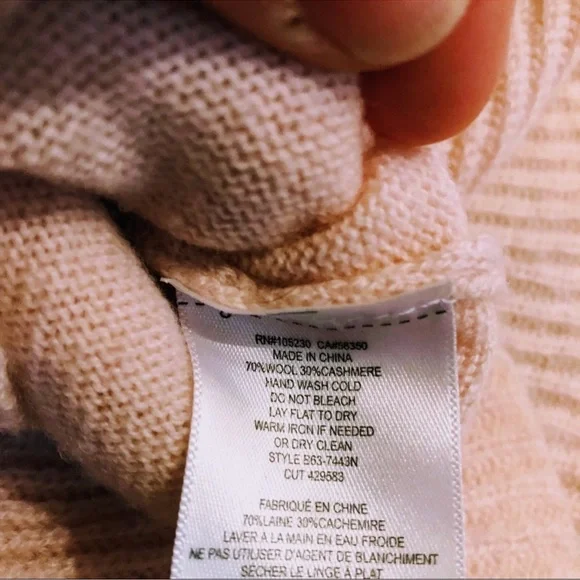 RN#105230 CA#56350
MADE IN CHINA
70%WOOL 30%CASHMERE
HAND WASH COLD
DO NOT BLEACH
LAY FLAT TO DRY
WARM IRON IF NEEDED
OR DRY CLEAN
STYLE B63-7443N
CUT 429583
FABRIQUÉ EN CHINE
70%LAINE 30%CACHEMIRE
LAVER A LA MAIN EN EAU FROIDE
NE PAS UTILISER D'AGENT DE BLANCHIMENT
SÉCHER LE LINGE À PLAT